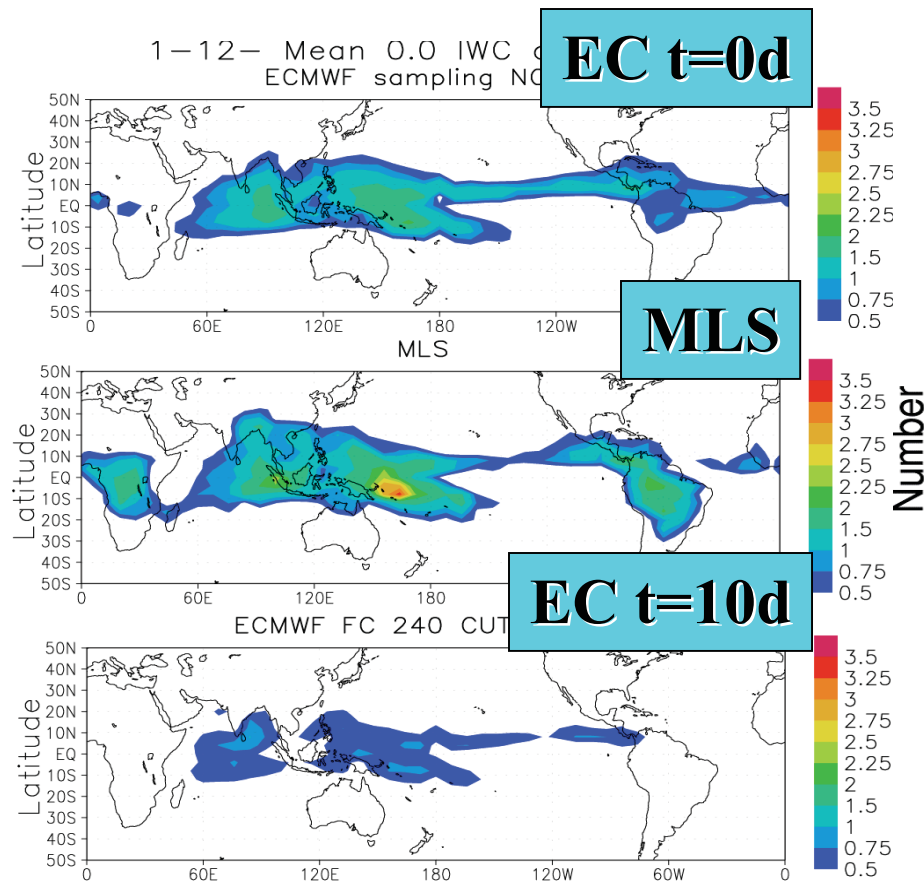 EC t=0d
1-12- Mean 0.0 IWC
ECMWF sampling
50N
40N
30N
20N
10N
EQ
10S
20S
30S
40S
50S
Latitude
0 60E 120E 180 120W
3.5
3.25
3
2.75
2.5
2.25
2
1.5
1
0.75
0.5
MLS
MLS
50N
40N
30N
20N
10N
EQ
10S
20S
30S
40S
50S
Latitude
0 60E 120E 180
3.5
3.25
3
2.75
2.5
2.25
2
1.5
1
0.75
0.5
Number
EC t=10d
ECMWF FC 240 CUT
50N
40N
30N
20N
10N
EQ
10S
20S
30S
40S
50S
Latitude
0 60E 120E 180 120W 60W 0
3.5
3.25
3
2.75
2.5
2.25
2
1.5
1
0.75
0.5